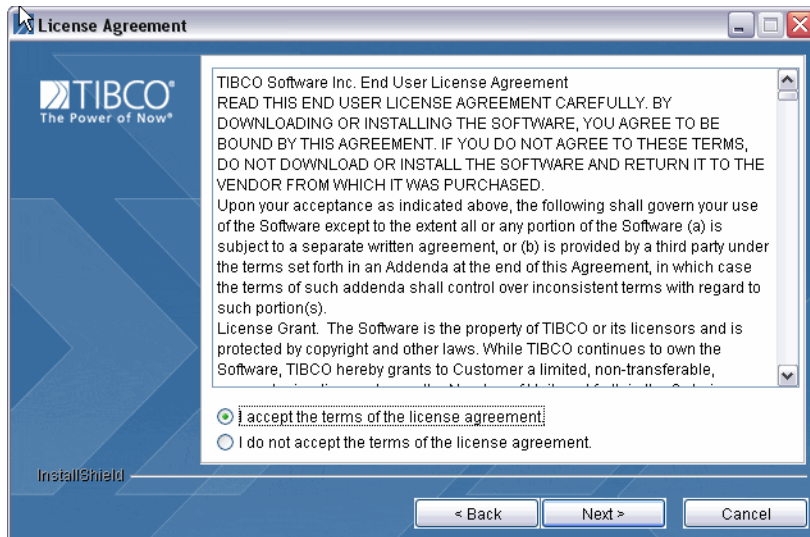 License Agreement
TIBCO®
The Power of Now®
TIBCO Software Inc. End User License Agreement
READ THIS END USER LICENSE AGREEMENT CAREFULLY. BY
DOWNLOADING OR INSTALLING THE SOFTWARE, YOU AGREE TO BE
BOUND BY THIS AGREEMENT. IF YOU DO NOT AGREE TO THESE TERMS,
DO NOT DOWNLOAD OR INSTALL THE SOFTWARE AND RETURN IT TO THE
VENDOR FROM WHICH IT WAS PURCHASED.
Upon your acceptance as indicated above, the following shall govern your use
of the Software except to the extent all or any portion of the Software (a) is
subject to a separate written agreement, or (b) is provided by a third party under
the terms set forth in an Addenda at the end of this Agreement, in which case
the terms of such addenda shall control over inconsistent terms with regard to
such portion(s).
License Grant. The Software is the property of TIBCO or its licensors and is
protected by copyright and other laws. While TIBCO continues to own the
Software, TIBCO hereby grants to Customer a limited, non-transferable,
I accept the terms of the license agreement.
I do not accept the terms of the license agreement.
InstallShield
< Back
Next >
Cancel